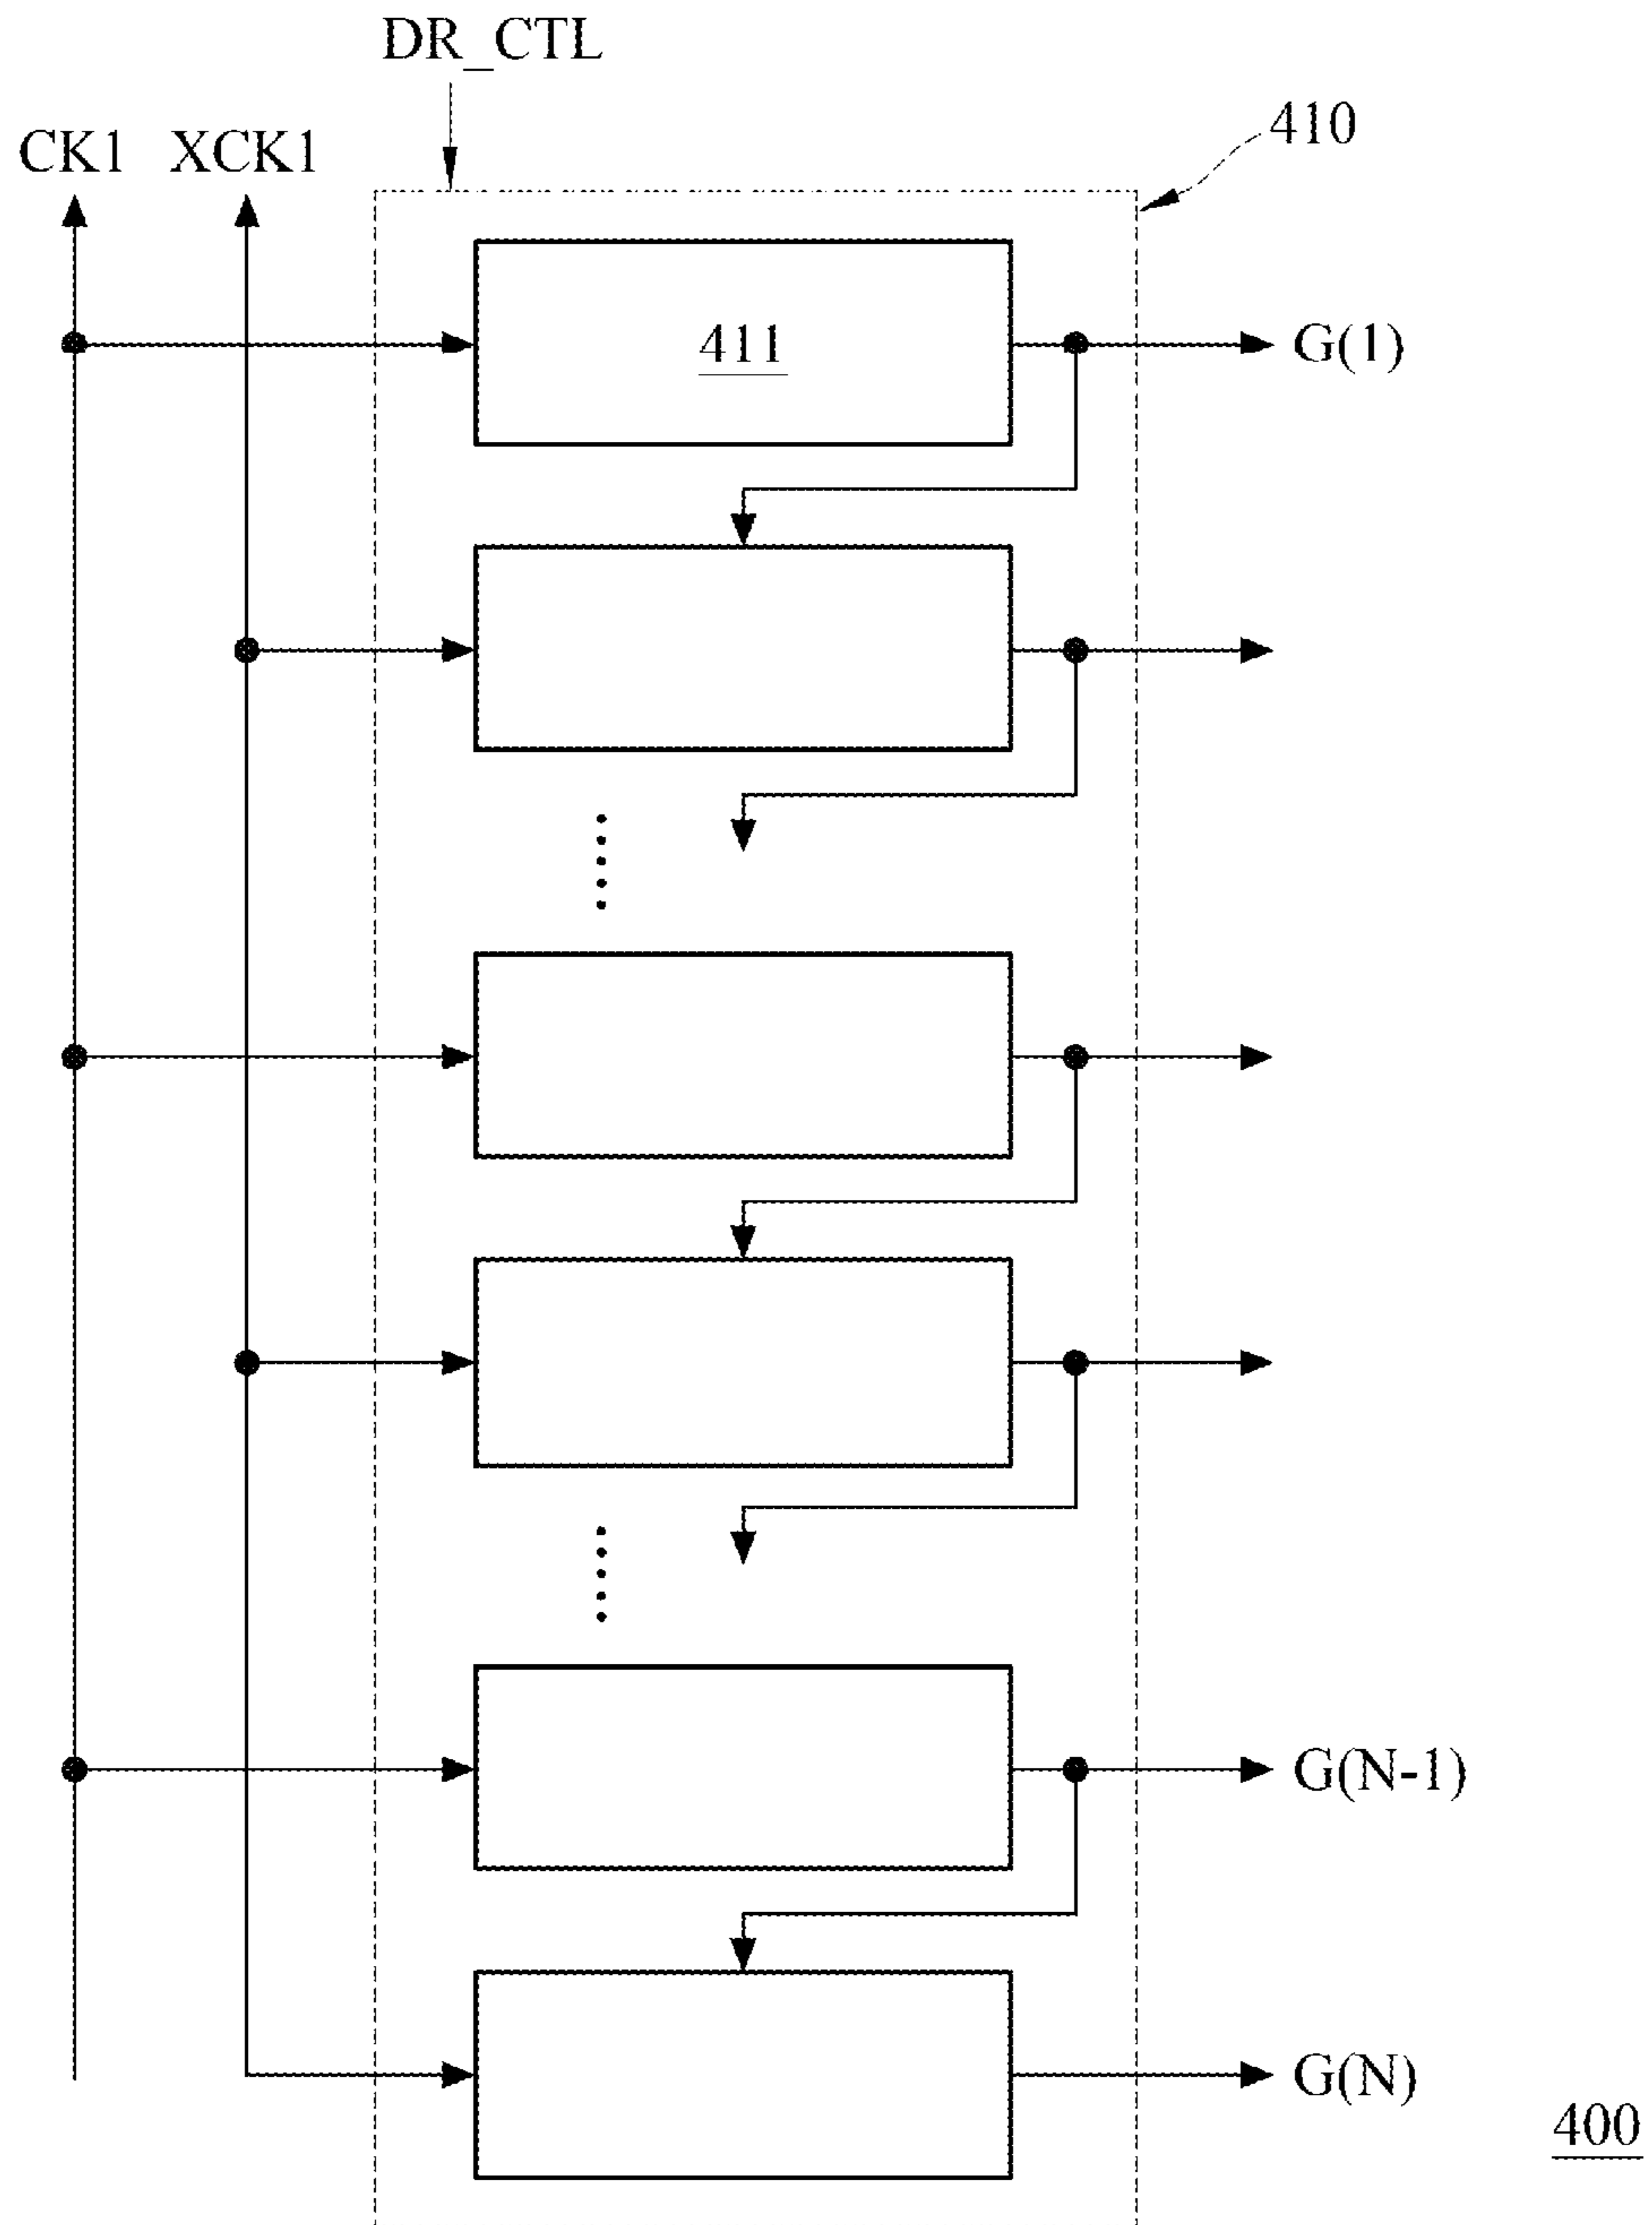 DR_CTL
CK1
XCK1
410
411
G(1)
G(N-1)
G(N)
400